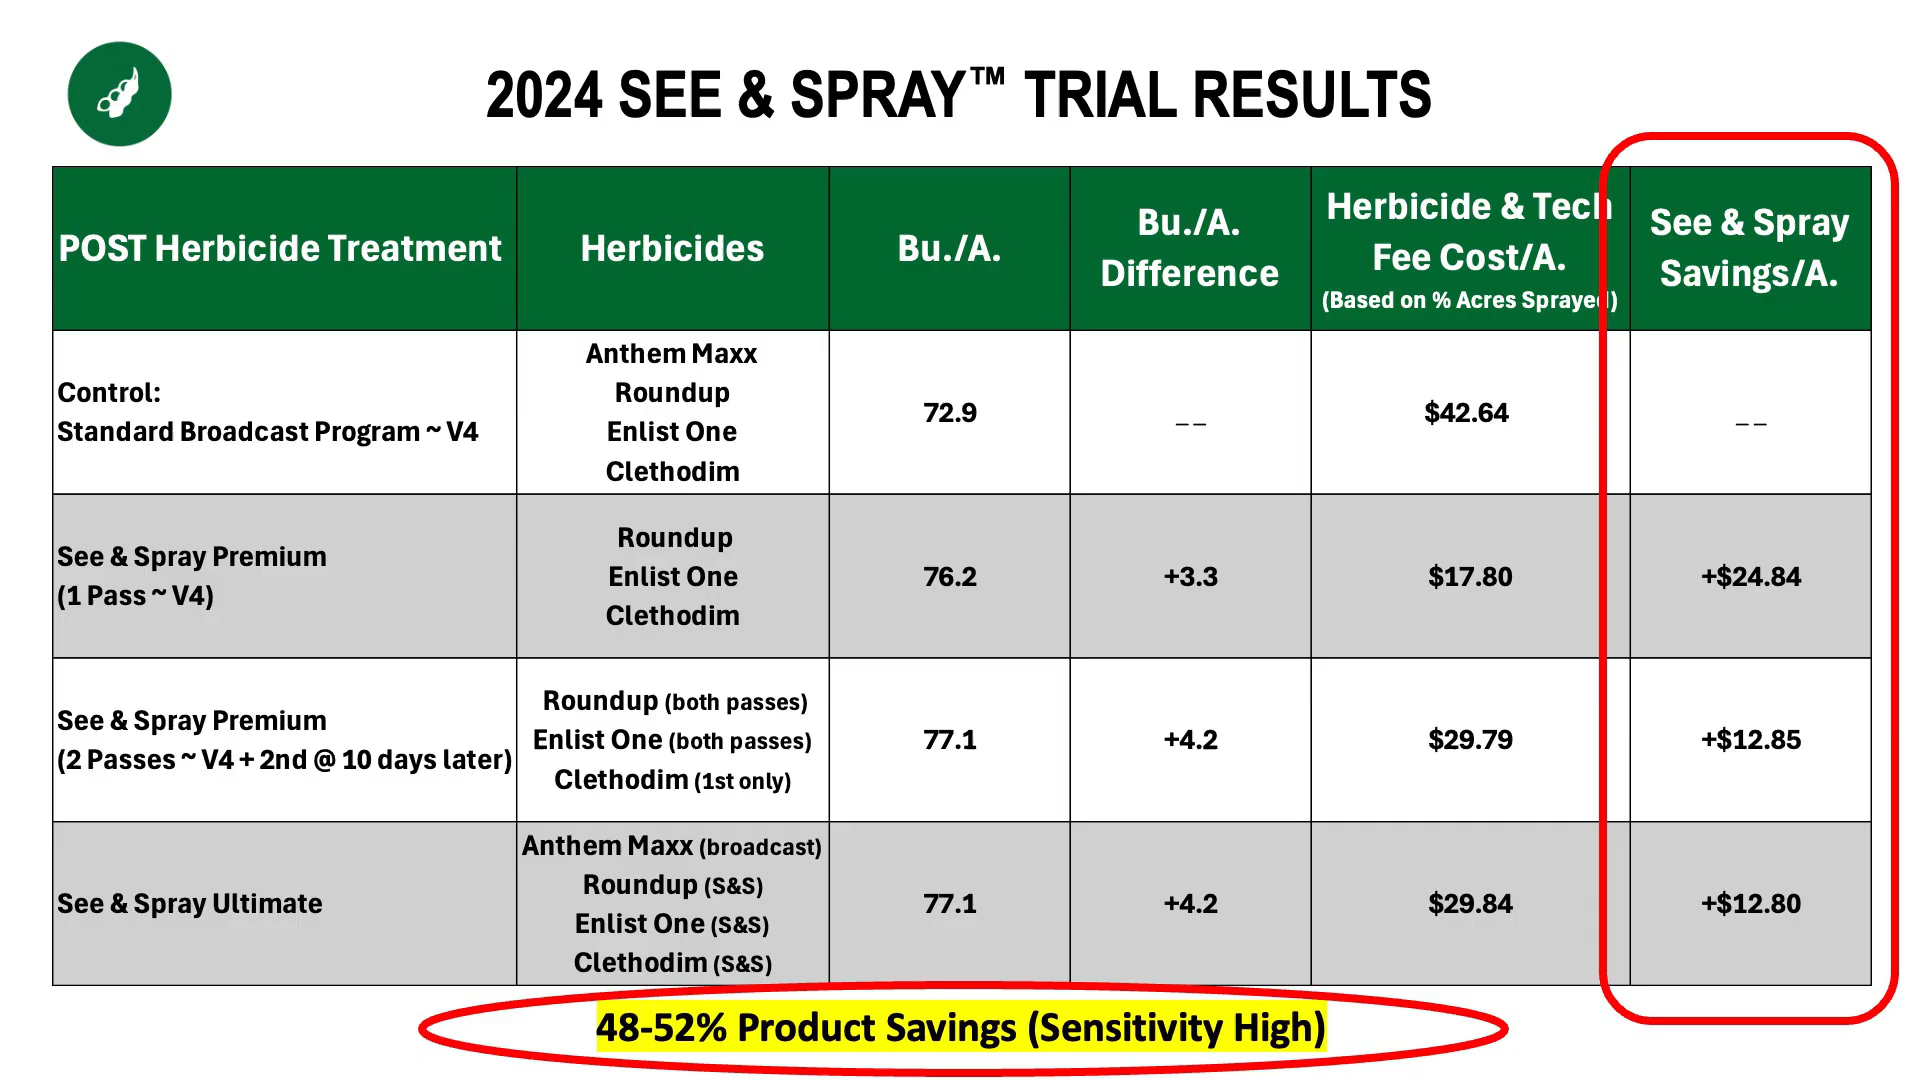 2024 SEE & SPRAY™ TRIAL RESULTS
POST Herbicide Treatment
Herbicides
Bu./A.
Bu./A.
Difference
Herbicide & Tech
Fee Cost/A.
(Based on % Acres Sprayed)
See & Spray
Savings/A.
Control:
Standard Broadcast Program ~ V4
Anthem Maxx
Roundup
Enlist One
Clethodim
72.9
_ _
$42.64
_ _
See & Spray Premium
(1 Pass ~ V4)
Roundup
Enlist One
Clethodim
76.2
+3.3
$17.80
+$24.84
See & Spray Premium
(2 Passes ~ V4 + 2nd @ 10 days later)
Roundup (both passes)
Enlist One (both passes)
Clethodim (1st only)
77.1
+4.2
$29.79
+$12.85
See & Spray Ultimate
Anthem Maxx (broadcast)
Roundup (S&S)
Enlist One (S&S)
Clethodim (S&S)
77.1
+4.2
$29.84
+$12.80
48-52% Product Savings (Sensitivity High)